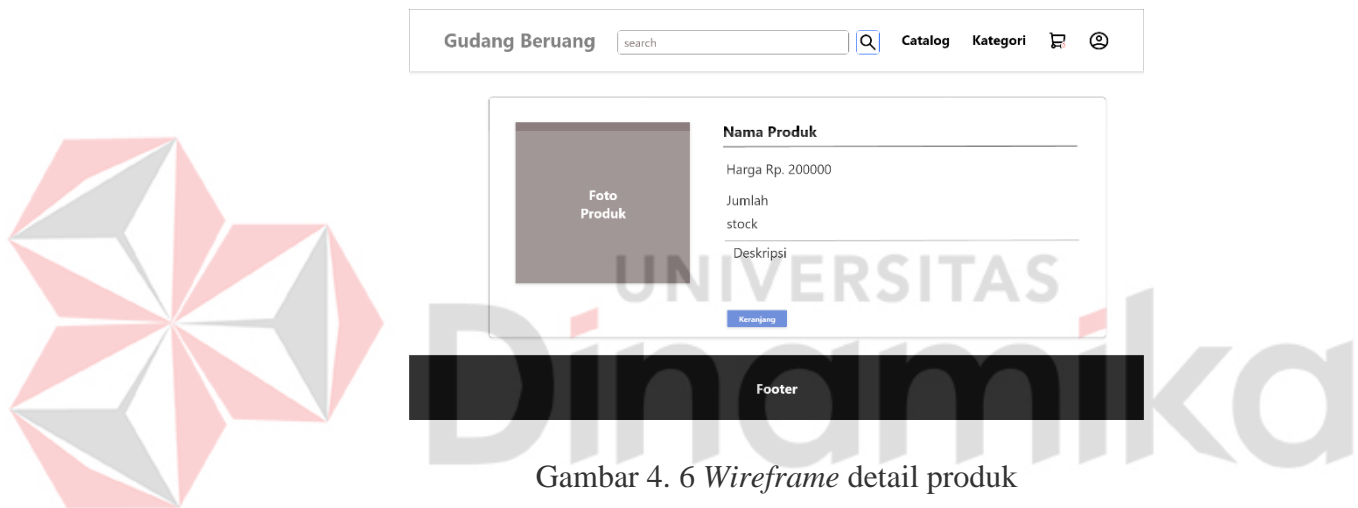 Gudang Beruang search Catalog Kategori
Foto
Produk
Nama Produk
Harga Rp. 200000
Jumlah
stock
Deskripsi
Keranjang
UNIVERSITAS
Dinamika
Footer
Gambar 4. 6 Wireframe detail produk